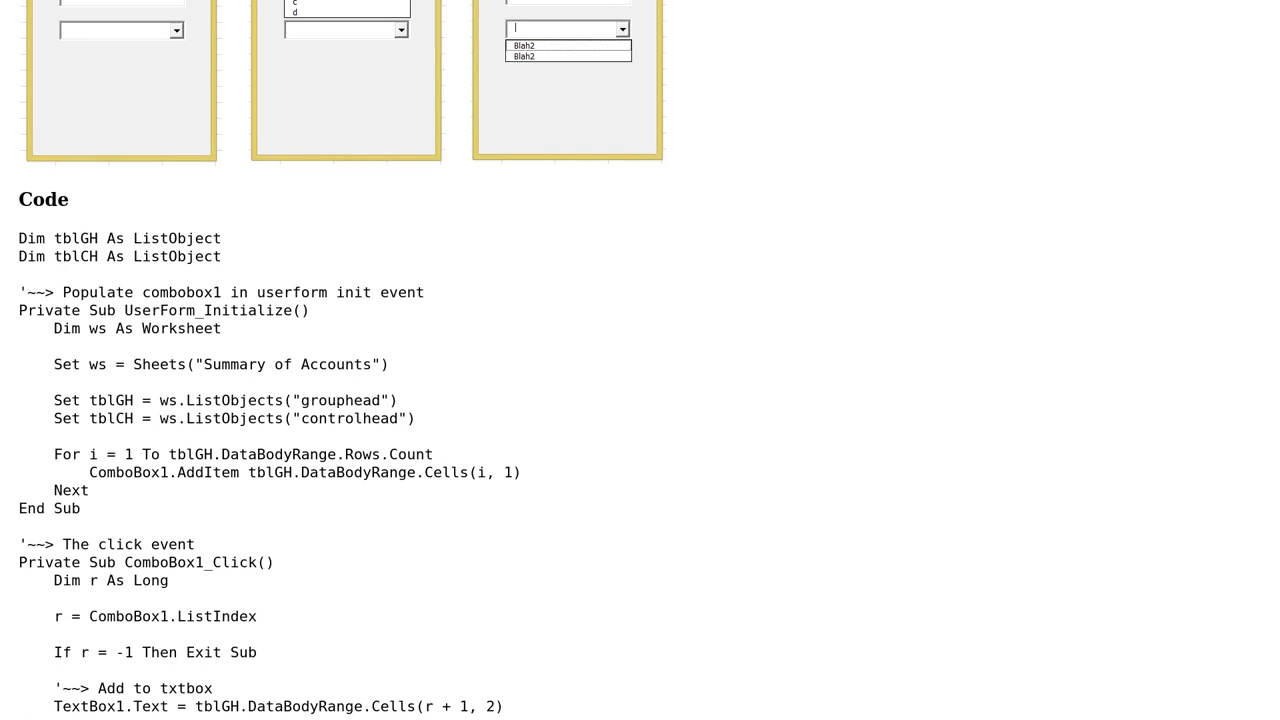 c
d
Blah2
Blah2
Code
Dim tblGH As ListObject
Dim tblCH As ListObject
'~~> Populate combobox1 in userform init event
Private Sub UserForm_Initialize()
    Dim ws As Worksheet
    Set ws = Sheets("Summary of Accounts")
    Set tblGH = ws.ListObjects("grouphead")
    Set tblCH = ws.ListObjects("controlhead")
    For i = 1 To tblGH.DataBodyRange.Rows.Count
        ComboBox1.AddItem tblGH.DataBodyRange.Cells(i, 1)
    Next
End Sub
'~~> The click event
Private Sub ComboBox1_Click()
    Dim r As Long
    r = ComboBox1.ListIndex
    If r = -1 Then Exit Sub
    '~~> Add to txtbox
    TextBox1.Text = tblGH.DataBodyRange.Cells(r + 1, 2)